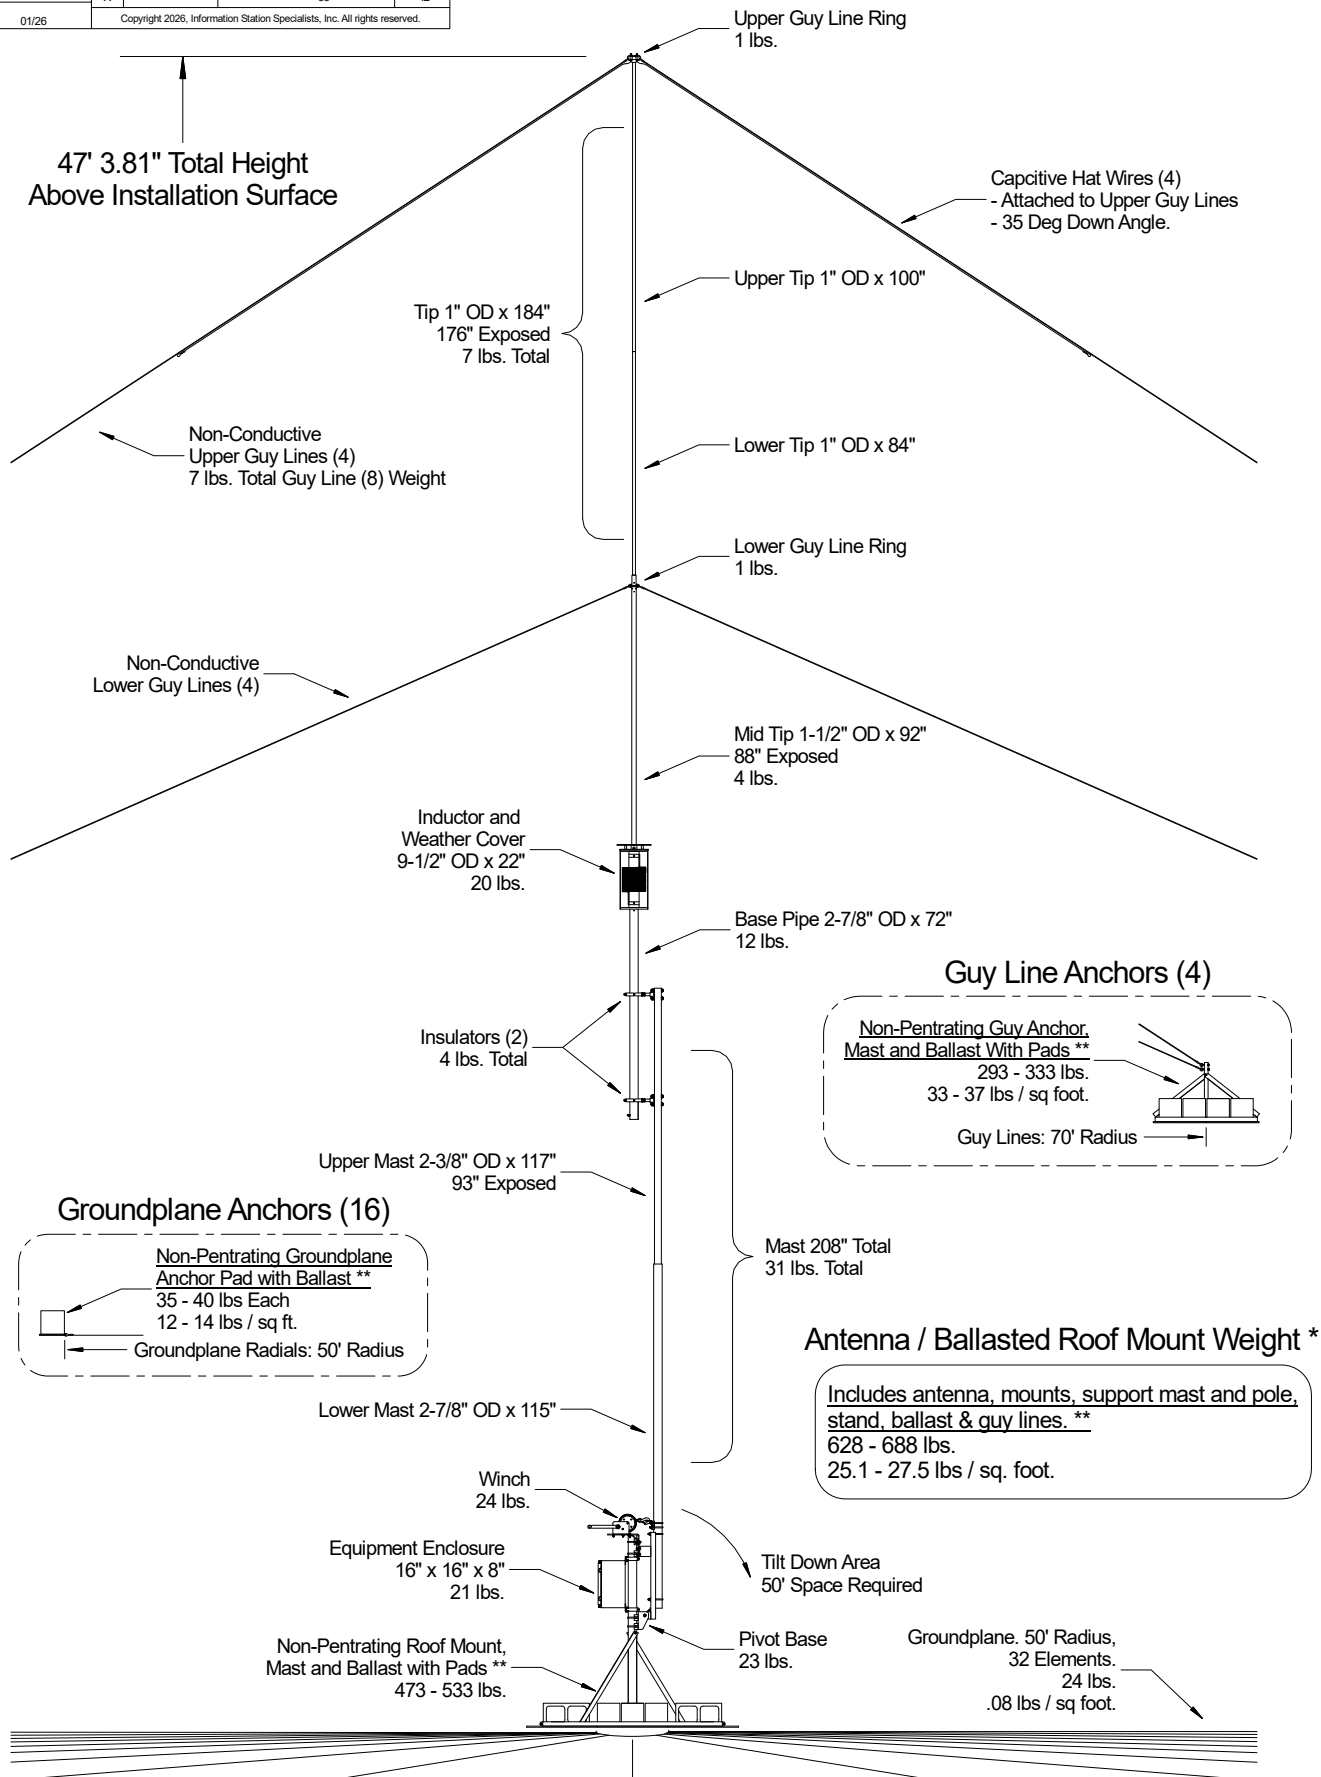 01/26
Copyright 2026, Information Station Specialists, Inc. All rights reserved.
Upper Guy Line Ring
1 lbs.
47' 3.81" Total Height
Above Installation Surface
Capcitive Hat Wires (4)
- Attached to Upper Guy Lines
- 35 Deg Down Angle.
Upper Tip 1" OD x 100"
Tip 1" OD x 184"
176" Exposed
7 lbs. Total
Non-Conductive
Upper Guy Lines (4)
7 lbs. Total Guy Line (8) Weight
Lower Tip 1" OD x 84"
Lower Guy Line Ring
1 lbs.
Non-Conductive
Lower Guy Lines (4)
Mid Tip 1-1/2" OD x 92"
88" Exposed
4 lbs.
Inductor and
Weather Cover
9-1/2" OD x 22"
20 lbs.
Base Pipe 2-7/8" OD x 72"
12 lbs.
Guy Line Anchors (4)
Non-Pentrating Guy Anchor,
Mast and Ballast With Pads **
293 - 333 lbs.
33 - 37 lbs / sq foot.
Guy Lines: 70' Radius
Insulators (2)
4 lbs. Total
Upper Mast 2-3/8" OD x 117"
93" Exposed
Groundplane Anchors (16)
Non-Pentrating Groundplane
Anchor Pad with Ballast **
35 - 40 lbs Each
12 - 14 lbs / sq ft.
Groundplane Radials: 50' Radius
Mast 208" Total
31 lbs. Total
Antenna / Ballasted Roof Mount Weight *
Includes antenna, mounts, support mast and pole,
stand, ballast & guy lines. **
628 - 688 lbs.
25.1 - 27.5 lbs / sq. foot.
Lower Mast 2-7/8" OD x 115"
Winch
24 lbs.
Equipment Enclosure
16" x 16" x 8"
21 lbs.
Tilt Down Area
50' Space Required
Non-Pentrating Roof Mount,
Mast and Ballast with Pads **
473 - 533 lbs.
Pivot Base
23 lbs.
Groundplane. 50' Radius,
32 Elements.
24 lbs.
.08 lbs / sq foot.